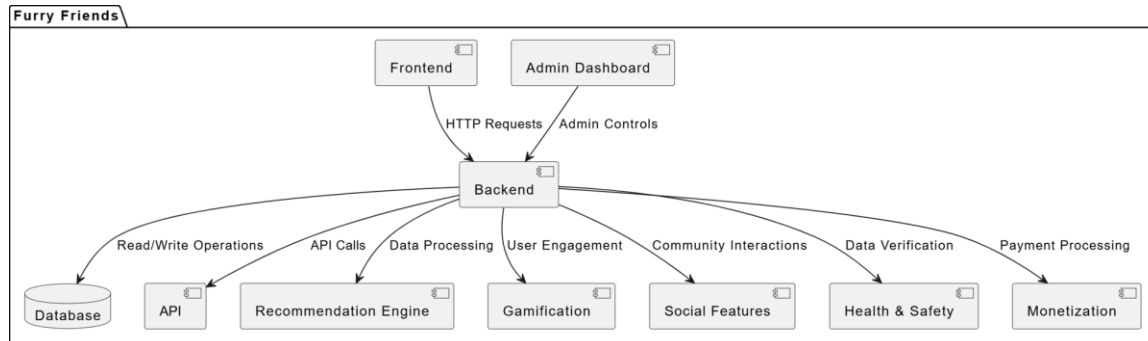 Furry Friends
Frontend
Admin Dashboard
HTTP Requests
Admin Controls
Backend
Read/Write Operations
API Calls
Data Processing
User Engagement
Community Interactions
Data Verification
Payment Processing
Database
API
Recommendation Engine
Gamification
Social Features
Health & Safety
Monetization